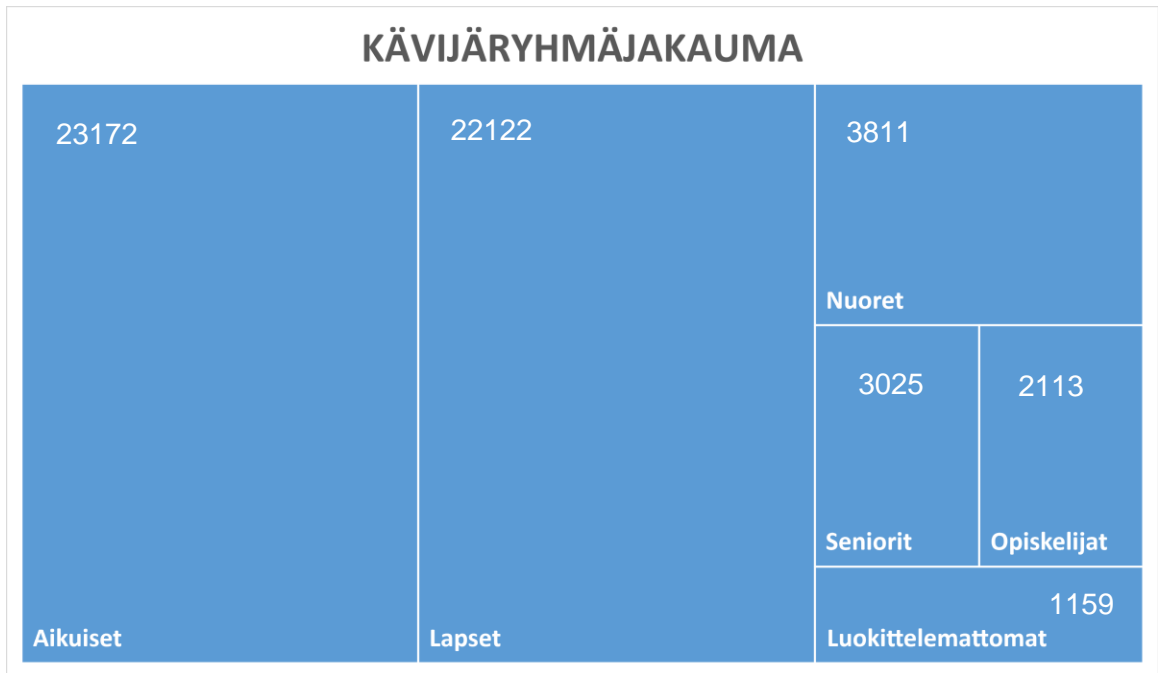 KÄVIJÄRYHMÄJAKAUMA
23172
Aikuiset
22122
Lapset
3811
Nuoret
3025
Seniorit
2113
Opiskelijat
1159
Luokittelemattomat